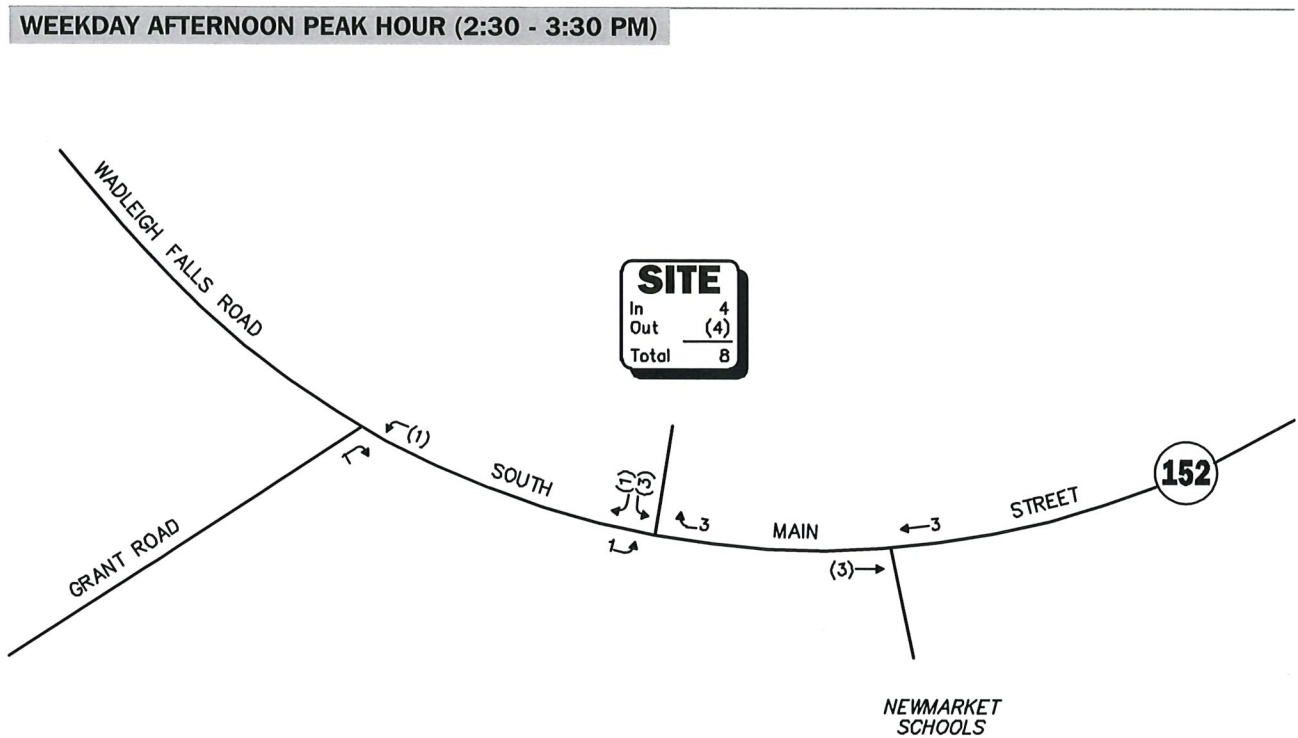 WEEKDAY AFTERNOON PEAK HOUR (2:30 - 3:30 PM)
WADLEIGH FALLS ROAD
SITE
In 4
Out (4)
Total 8
(1)
1
SOUTH
(1)
(3)
3
1
MAIN
3
(3)
STREET
152
GRANT ROAD
NEWMARKET
SCHOOLS